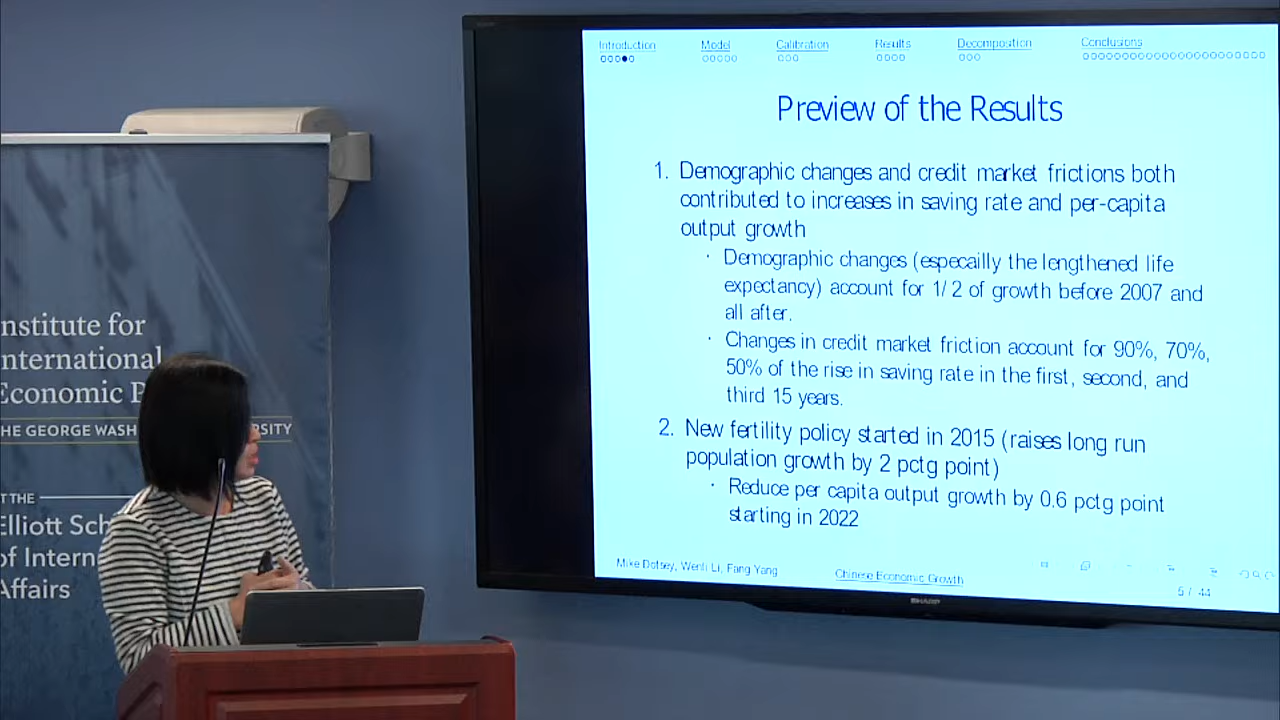 Introduction Model Calibration Results Decomposition Conclusions
Preview of the Results
1. Demographic changes and credit market frictions both
contributed to increases in saving rate and per-capita
output growth
· Demographic changes (especailly the lengthened life
expectancy) account for 1/2 of growth before 2007 and
all after.
· Changes in credit market friction account for 90%, 70%,
50% of the rise in saving rate in the first, second, and
third 15 years.
2. New fertility policy started in 2015 (raises long run
population growth by 2 pctg point)
· Reduce per capita output growth by 0.6 pctg point
starting in 2022
Mike Dotsey, Wenli Li, Fang Yang
Chinese Economic Growth
5 / 44
SHARP
nstitute for
nternational
Economic P
HE GEORGE WASH ERSITY
T THE
Elliott Sch
of Intern
Affairs